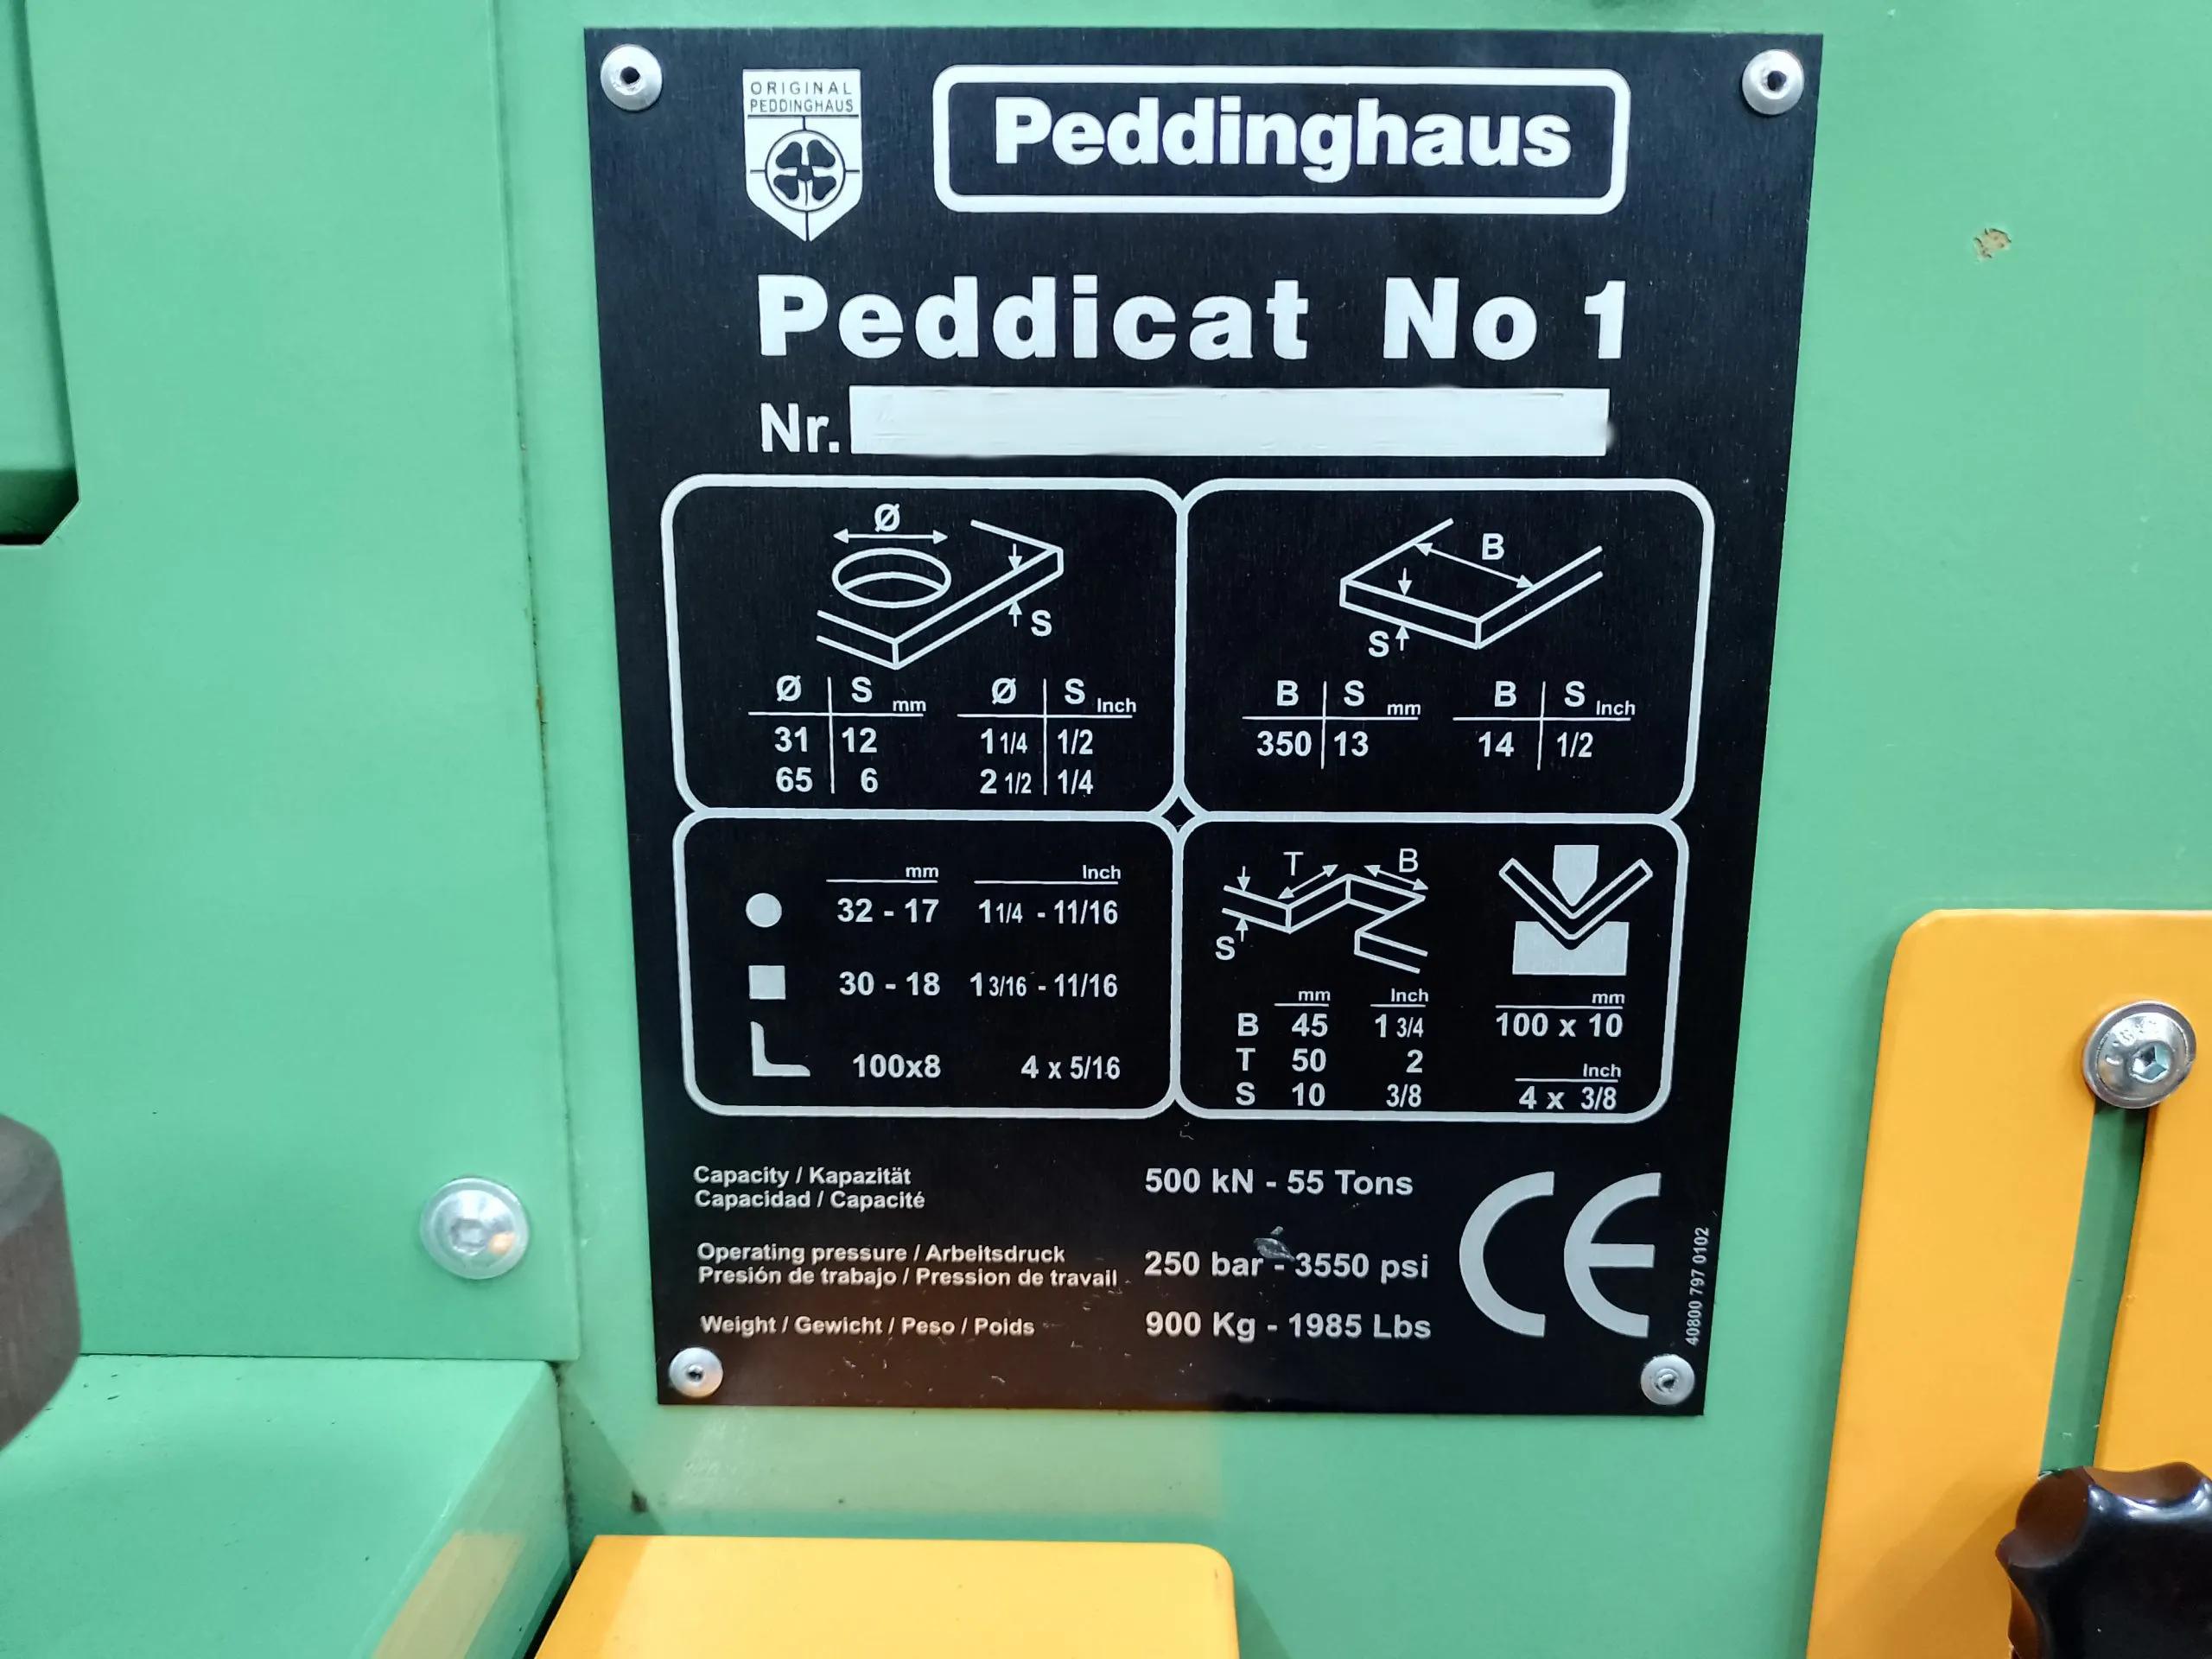 ORIGINAL
PEDDINGHAUS
Peddinghaus
Peddicat No 1
Nr.
Ø
S
Ø S mm Ø S Inch
31 12 1 1/4 1/2
65 6 2 1/2 1/4
B
S
B S mm B S Inch
350 13 14 1/2
mm Inch
32 - 17 1 1/4 - 11/16
30 - 18 1 3/16 - 11/16
100x8 4 x 5/16
T B
S
mm Inch mm
B 45 1 3/4 100 x 10
T 50 2 Inch
S 10 3/8 4 x 3/8
Capacity / Kapazität
Capacidad / Capacité
500 kN - 55 Tons
Operating pressure / Arbeitsdruck
Presión de trabajo / Pression de travail
250 bar - 3550 psi
Weight / Gewicht / Peso / Poids 900 Kg - 1985 Lbs
CE
40800 797 0102